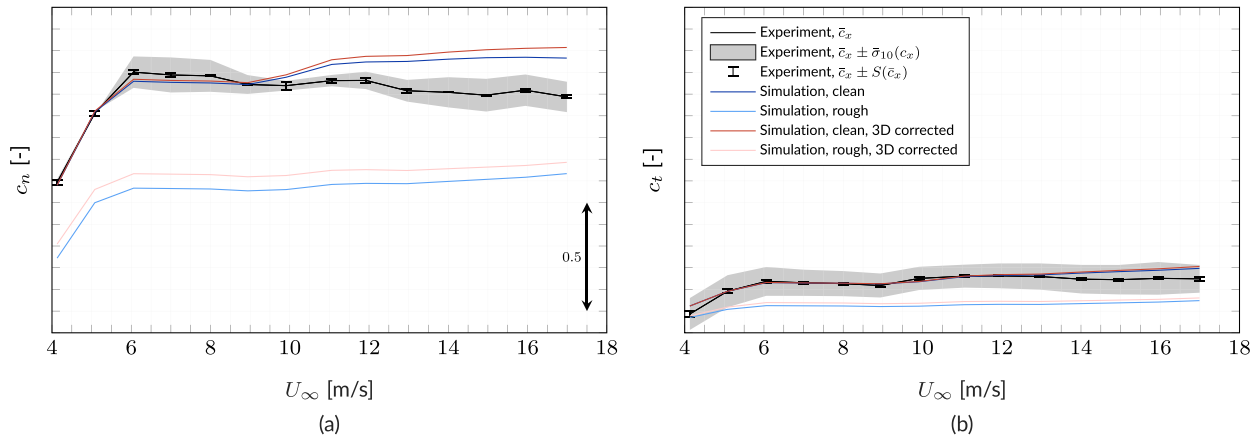 c_n [-]
0.5
4 6 8 10 12 14 16 18
U_∞ [m/s]
(a)
c_t [-]
Experiment, c̄_x
Experiment, c̄_x ± σ̄_10(c_x)
Experiment, c̄_x ± S(c̄_x)
Simulation, clean
Simulation, rough
Simulation, clean, 3D corrected
Simulation, rough, 3D corrected
4 6 8 10 12 14 16 18
U_∞ [m/s]
(b)